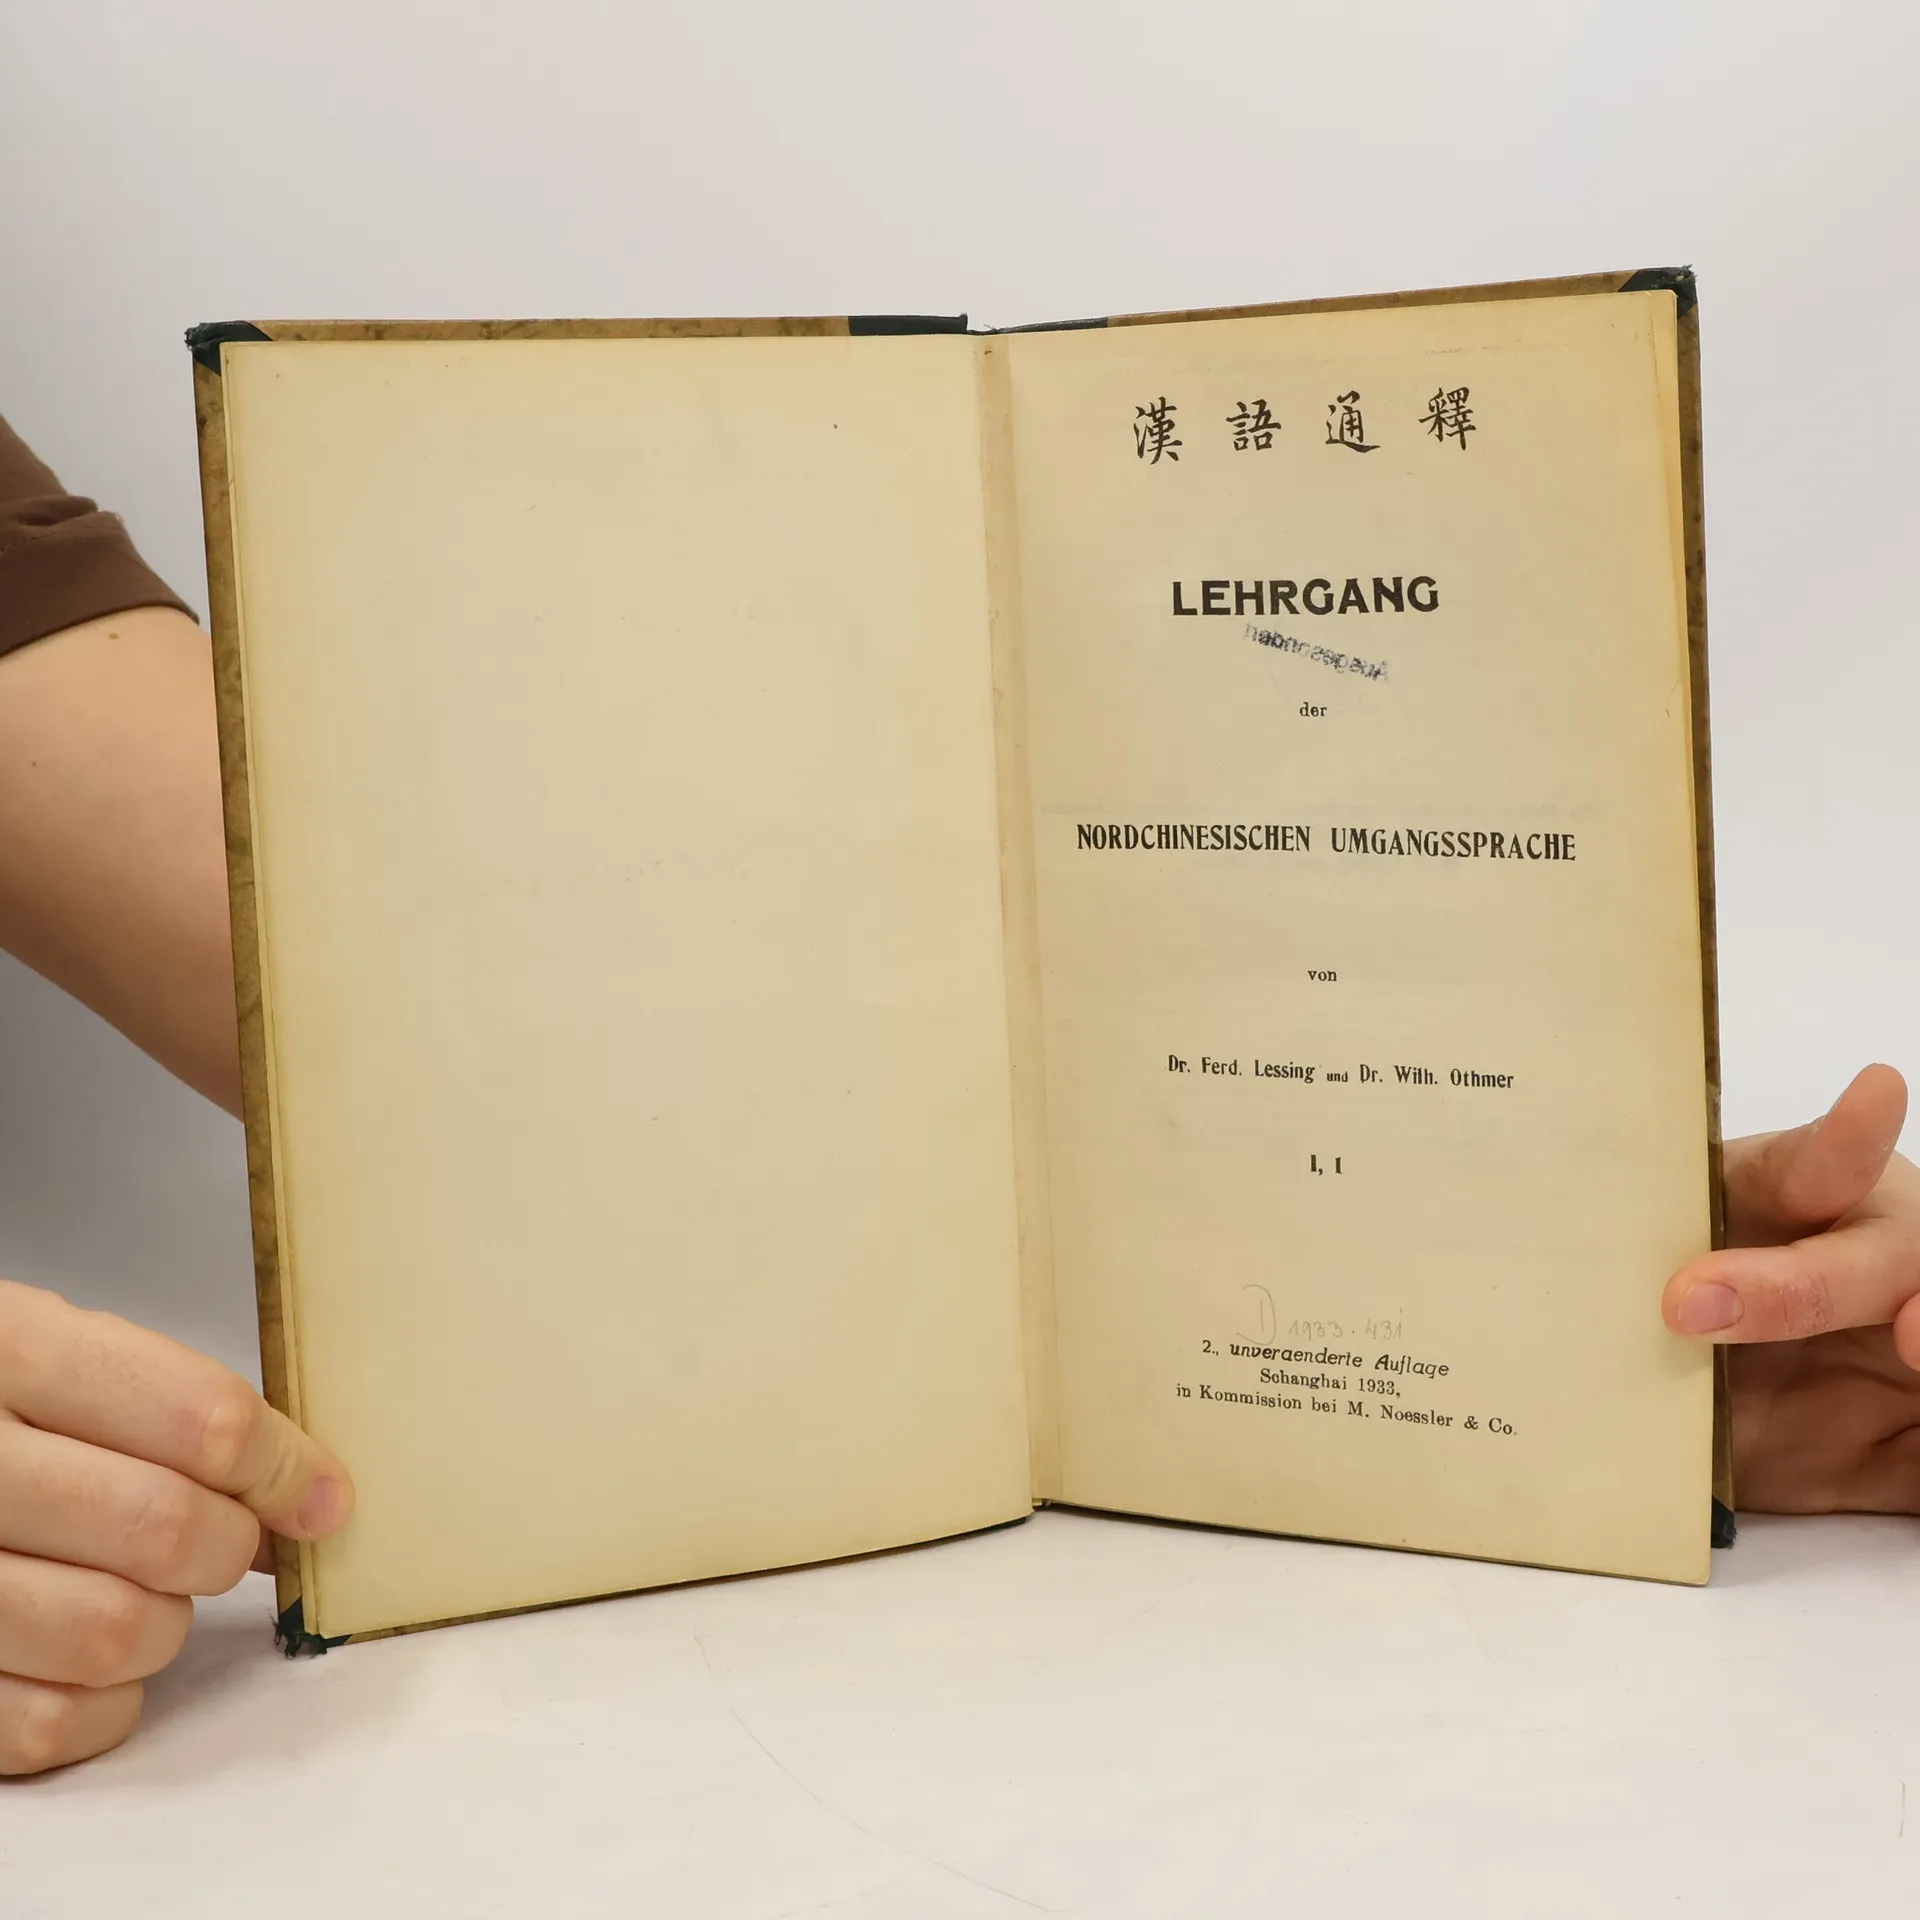 漢語通釋
LEHRGANG
Ausgesondert
der
NORDCHINESISCHEN UMGANGSSPRACHE
von
Dr. Ferd. Lessing und Dr. Wilh. Othmer
I, 1
D 1933.431
2., unveraenderte Auflage
Schanghai 1933,
in Kommission bei M. Noessler & Co.